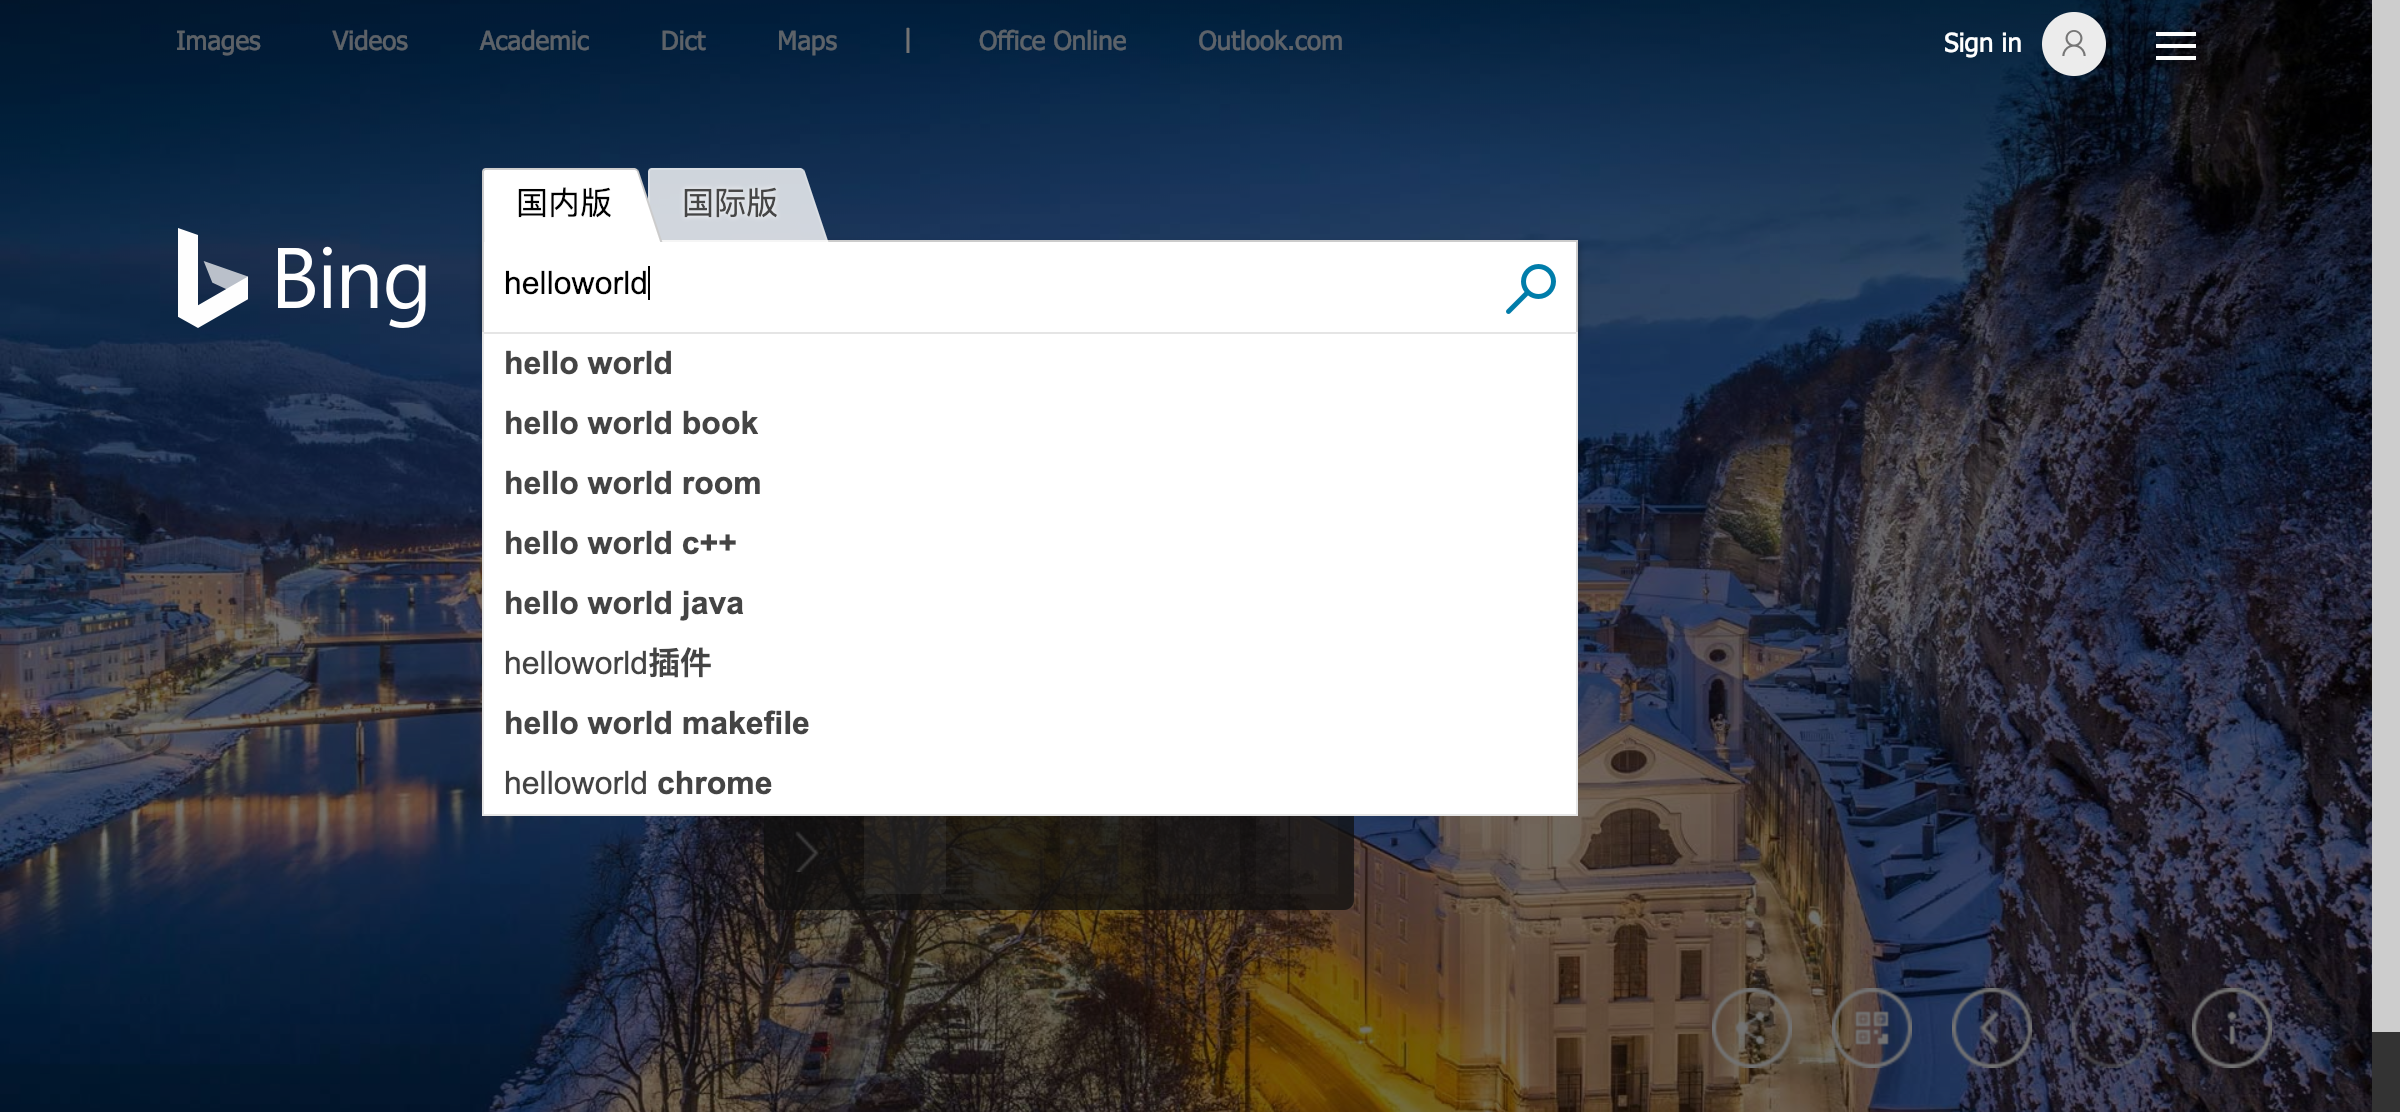 Images Videos Academic Dict Maps | Office Online Outlook.com Sign in
国内版 国际版
Bing
helloworld
hello world
hello world book
hello world room
hello world c++
hello world java
helloworld插件
hello world makefile
helloworld chrome